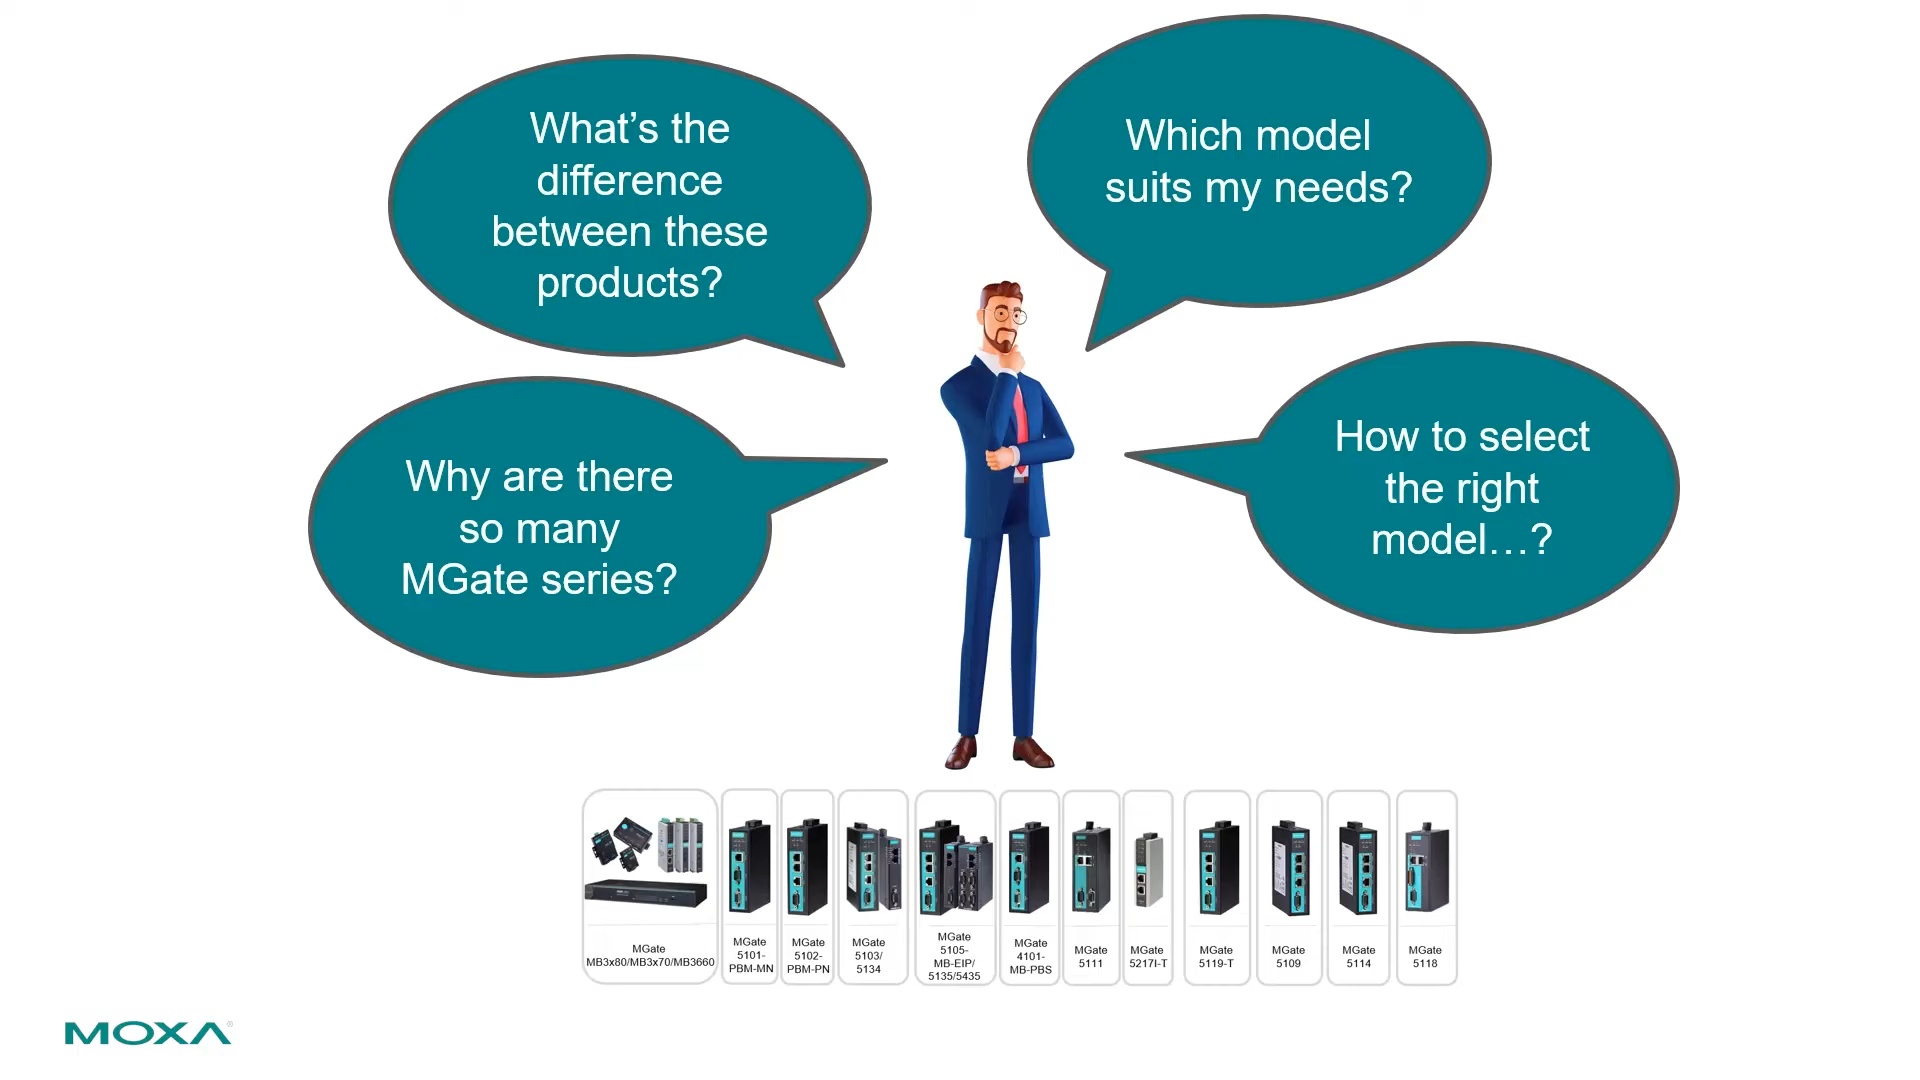 What's the
difference
between these
products?
Which model
suits my needs?
Why are there
so many
MGate series?
How to select
the right
model…?
MGate
MB3x80/MB3x70/MB3660
MGate
5101-
PBM-MN
MGate
5102-
PBM-PN
MGate
5103/
5134
MGate
5105-
MB-EIP/
5135/5435
MGate
4101-
MB-PBS
MGate
5111
MGate
5217I-T
MGate
5119-T
MGate
5109
MGate
5114
MGate
5118
MOXA®